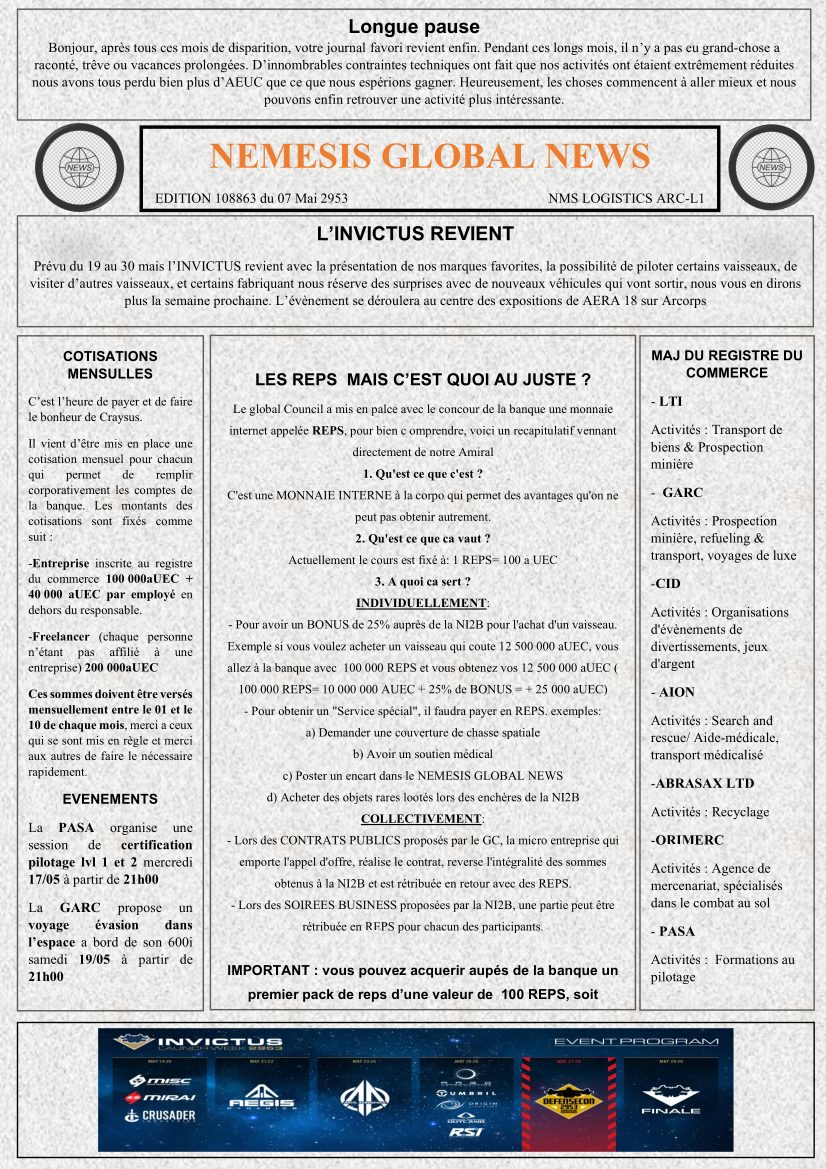 Longue pause
Bonjour, après tous ces mois de disparition, votre journal favori revient enfin. Pendant ces longs mois, il n’y a pas eu grand-chose a
raconté, trêve ou vacances prolongées. D’innombrables contraintes techniques ont fait que nos activités ont étaient extrêmement réduites
nous avons tous perdu bien plus d’AEUC que ce que nous espérions gagner. Heureusement, les choses commencent à aller mieux et nous
pouvons enfin retrouver une activité plus intéressante.
NEWS
NEMESIS GLOBAL NEWS
NEWS
EDITION 108863 du 07 Mai 2953
NMS LOGISTICS ARC-L1
L’INVICTUS REVIENT
Prévu du 19 au 30 mai l’INVICTUS revient avec la présentation de nos marques favorites, la possibilité de piloter certains vaisseaux, de
visiter d’autres vaisseaux, et certains fabriquant nous réserve des surprises avec de nouveaux véhicules qui vont sortir, nous vous en dirons
plus la semaine prochaine. L’évènement se déroulera au centre des expositions de AERA 18 sur Arcorps
COTISATIONS
MENSULLES
C’est l’heure de payer et de faire
le bonheur de Craysus.
Il vient d’être mis en place une
cotisation mensuel pour chacun
qui permet de remplir
corporativement les comptes de
la banque. Les montants des
cotisations sont fixés comme
suit :
-Entreprise inscrite au registre
du commerce 100 000aUEC +
40 000 aUEC par employé en
dehors du responsable.
-Freelancer (chaque personne
n’étant pas affilié à une
entreprise) 200 000aUEC
Ces sommes doivent être versés
mensuellement entre le 01 et le
10 de chaque mois, merci a ceux
qui se sont mis en règle et merci
aux autres de faire le nécessaire
rapidement.
EVENEMENTS
La PASA organise une
session de certification
pilotage lvl 1 et 2 mercredi
17/05 à partir de 21h00
La GARC propose un
voyage évasion dans
l’espace a bord de son 600i
samedi 19/05 à partir de
21h00
LES REPS MAIS C’EST QUOI AU JUSTE ?
Le global Council a mis en palce avec le concour de la banque une monnaie
internet appelée REPS, pour bien c omprendre, voici un recapitulatif vennant
directement de notre Amiral
1. Qu'est ce que c'est ?
C'est une MONNAIE INTERNE à la corpo qui permet des avantages qu'on ne
peut pas obtenir autrement.
2. Qu'est ce que ca vaut ?
Actuellement le cours est fixé à: 1 REPS= 100 a UEC
3. A quoi ca sert ?
INDIVIDUELLEMENT:
- Pour avoir un BONUS de 25% auprès de la NI2B pour l'achat d'un vaisseau.
Exemple si vous voulez acheter un vaisseau qui coute 12 500 000 aUEC, vous
allez à la banque avec 100 000 REPS et vous obtenez vos 12 500 000 aUEC (
100 000 REPS= 10 000 000 AUEC + 25% de BONUS = + 25 000 aUEC)
- Pour obtenir un "Service spécial", il faudra payer en REPS. exemples:
a) Demander une couverture de chasse spatiale
b) Avoir un soutien médical
c) Poster un encart dans le NEMESIS GLOBAL NEWS
d) Acheter des objets rares lootés lors des enchères de la NI2B
COLLECTIVEMENT:
- Lors des CONTRATS PUBLICS proposés par le GC, la micro entreprise qui
emporte l'appel d'offre, réalise le contrat, reverse l'intégralité des sommes
obtenus à la NI2B et est rétribuée en retour avec des REPS.
- Lors des SOIREES BUSINESS proposées par la NI2B, une partie peut être
rétribuée en REPS pour chacun des participants.
IMPORTANT : vous pouvez acquerir aupés de la banque un
premier pack de reps d’une valeur de 100 REPS, soit
MAJ DU REGISTRE DU
COMMERCE
- LTI
Activités : Transport de
biens & Prospection
minière
- GARC
Activités : Prospection
minière, refueling &
transport, voyages de luxe
-CID
Activités : Organisations
d'évènements de
divertissements, jeux
d'argent
- AION
Activités : Search and
rescue/ Aide-médicale,
transport médicalisé
-ABRASAX LTD
Activités : Recyclage
-ORIMERC
Activités : Agence de
mercenariat, spécialisés
dans le combat au sol
- PASA
Activités : Formations au
pilotage
INVICTUS
LAUNCH WEEK 2953
EVENT PROGRAM
MISC
MIRAI
CRUSADER
AEGIS
DYNAMICS
ARGO
UMBRIL
ORIGIN
OUTLAND
RSI
DEFENSECON
2953
FINALE